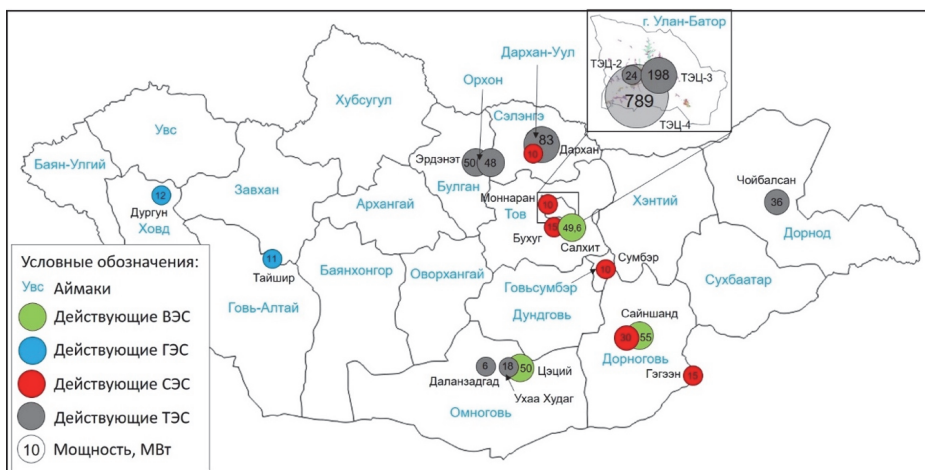 г. Улан-Батор
ТЭЦ-2
24
198
ТЭЦ-3
789
ТЭЦ-4
Дархан-Уул
Орхон
Хубсугул
Сэлэнгэ
83
10
Дархан
Увс
Эрдэнэт
50
48
Баян-Улгий
Завхан
Булган
Чойбалсан
36
12
Дургун
Ховд
Архангай
Моннаран
10
Тов
Хэнтий
15
49,6
Бухуг
Салхит
Дорнод
11
Тайшир
Баянхонгор
Оворхангай
Сумбэр
10
Говьсумбэр
Сухбаатар
Говь-Алтай
Дундговь
Сайншанд
30
55
Дорноговь
6
18
50
Цэций
Даланзадгад
Ухаа Худаг
Гэгээн
15
Омноговь
Условные обозначения:
Увс Аймаки
Действующие ВЭС
Действующие ГЭС
Действующие СЭС
Действующие ТЭС
10 Мощность, МВт